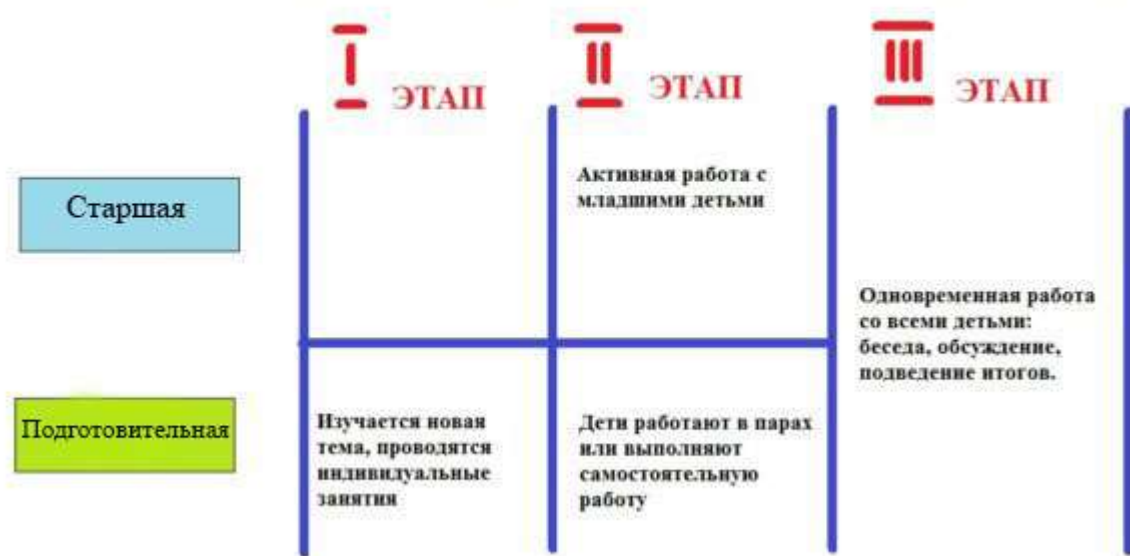 I ЭТАП
II ЭТАП
III ЭТАП
Старшая
Активная работа с
младшими детьми
Одновременная работа
со всеми детьми:
беседа, обсуждение,
подведение итогов.
Подготовительная
Изучается новая
тема, проводятся
индивидуальные
занятия
Дети работают в парах
или выполняют
самостоятельную
работу